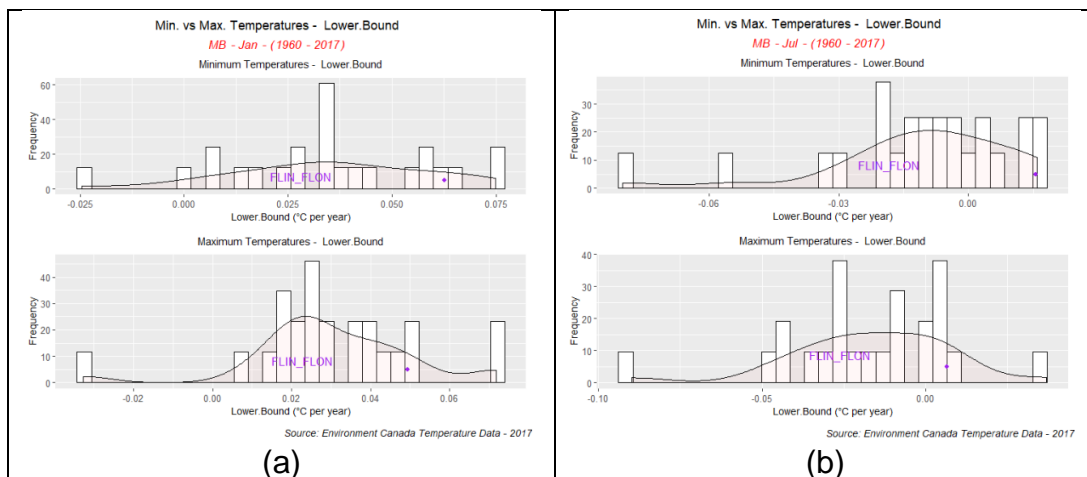 Min. vs Max. Temperatures - Lower.Bound
MB - Jan - (1960 - 2017)
Minimum Temperatures - Lower.Bound
Frequency
60
40
20
0
FLIN_FLON
-0.025 0.000 0.025 0.050 0.075
Lower.Bound (°C per year)
Maximum Temperatures - Lower.Bound
Frequency
40
30
20
10
0
FLIN_FLON
-0.02 0.00 0.02 0.04 0.06
Lower.Bound (°C per year)
Source: Environment Canada Temperature Data - 2017
(a)
Min. vs Max. Temperatures - Lower.Bound
MB - Jul - (1960 - 2017)
Minimum Temperatures - Lower.Bound
Frequency
30
20
10
0
FLIN_FLON
-0.06 -0.03 0.00
Lower.Bound (°C per year)
Maximum Temperatures - Lower.Bound
Frequency
40
30
20
10
0
FLIN_FLON
-0.10 -0.05 0.00
Lower.Bound (°C per year)
Source: Environment Canada Temperature Data - 2017
(b)